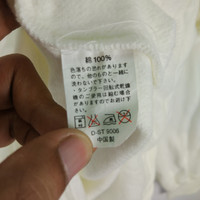 綿100%
色落ちの恐れがあります
ので、他のものと一緒に
洗わないで下さい。
・タンブラー(回転式乾燥
機)のご使用は縮む場合
がありますのでお避け下
さい。
D-ST 9006
中国製